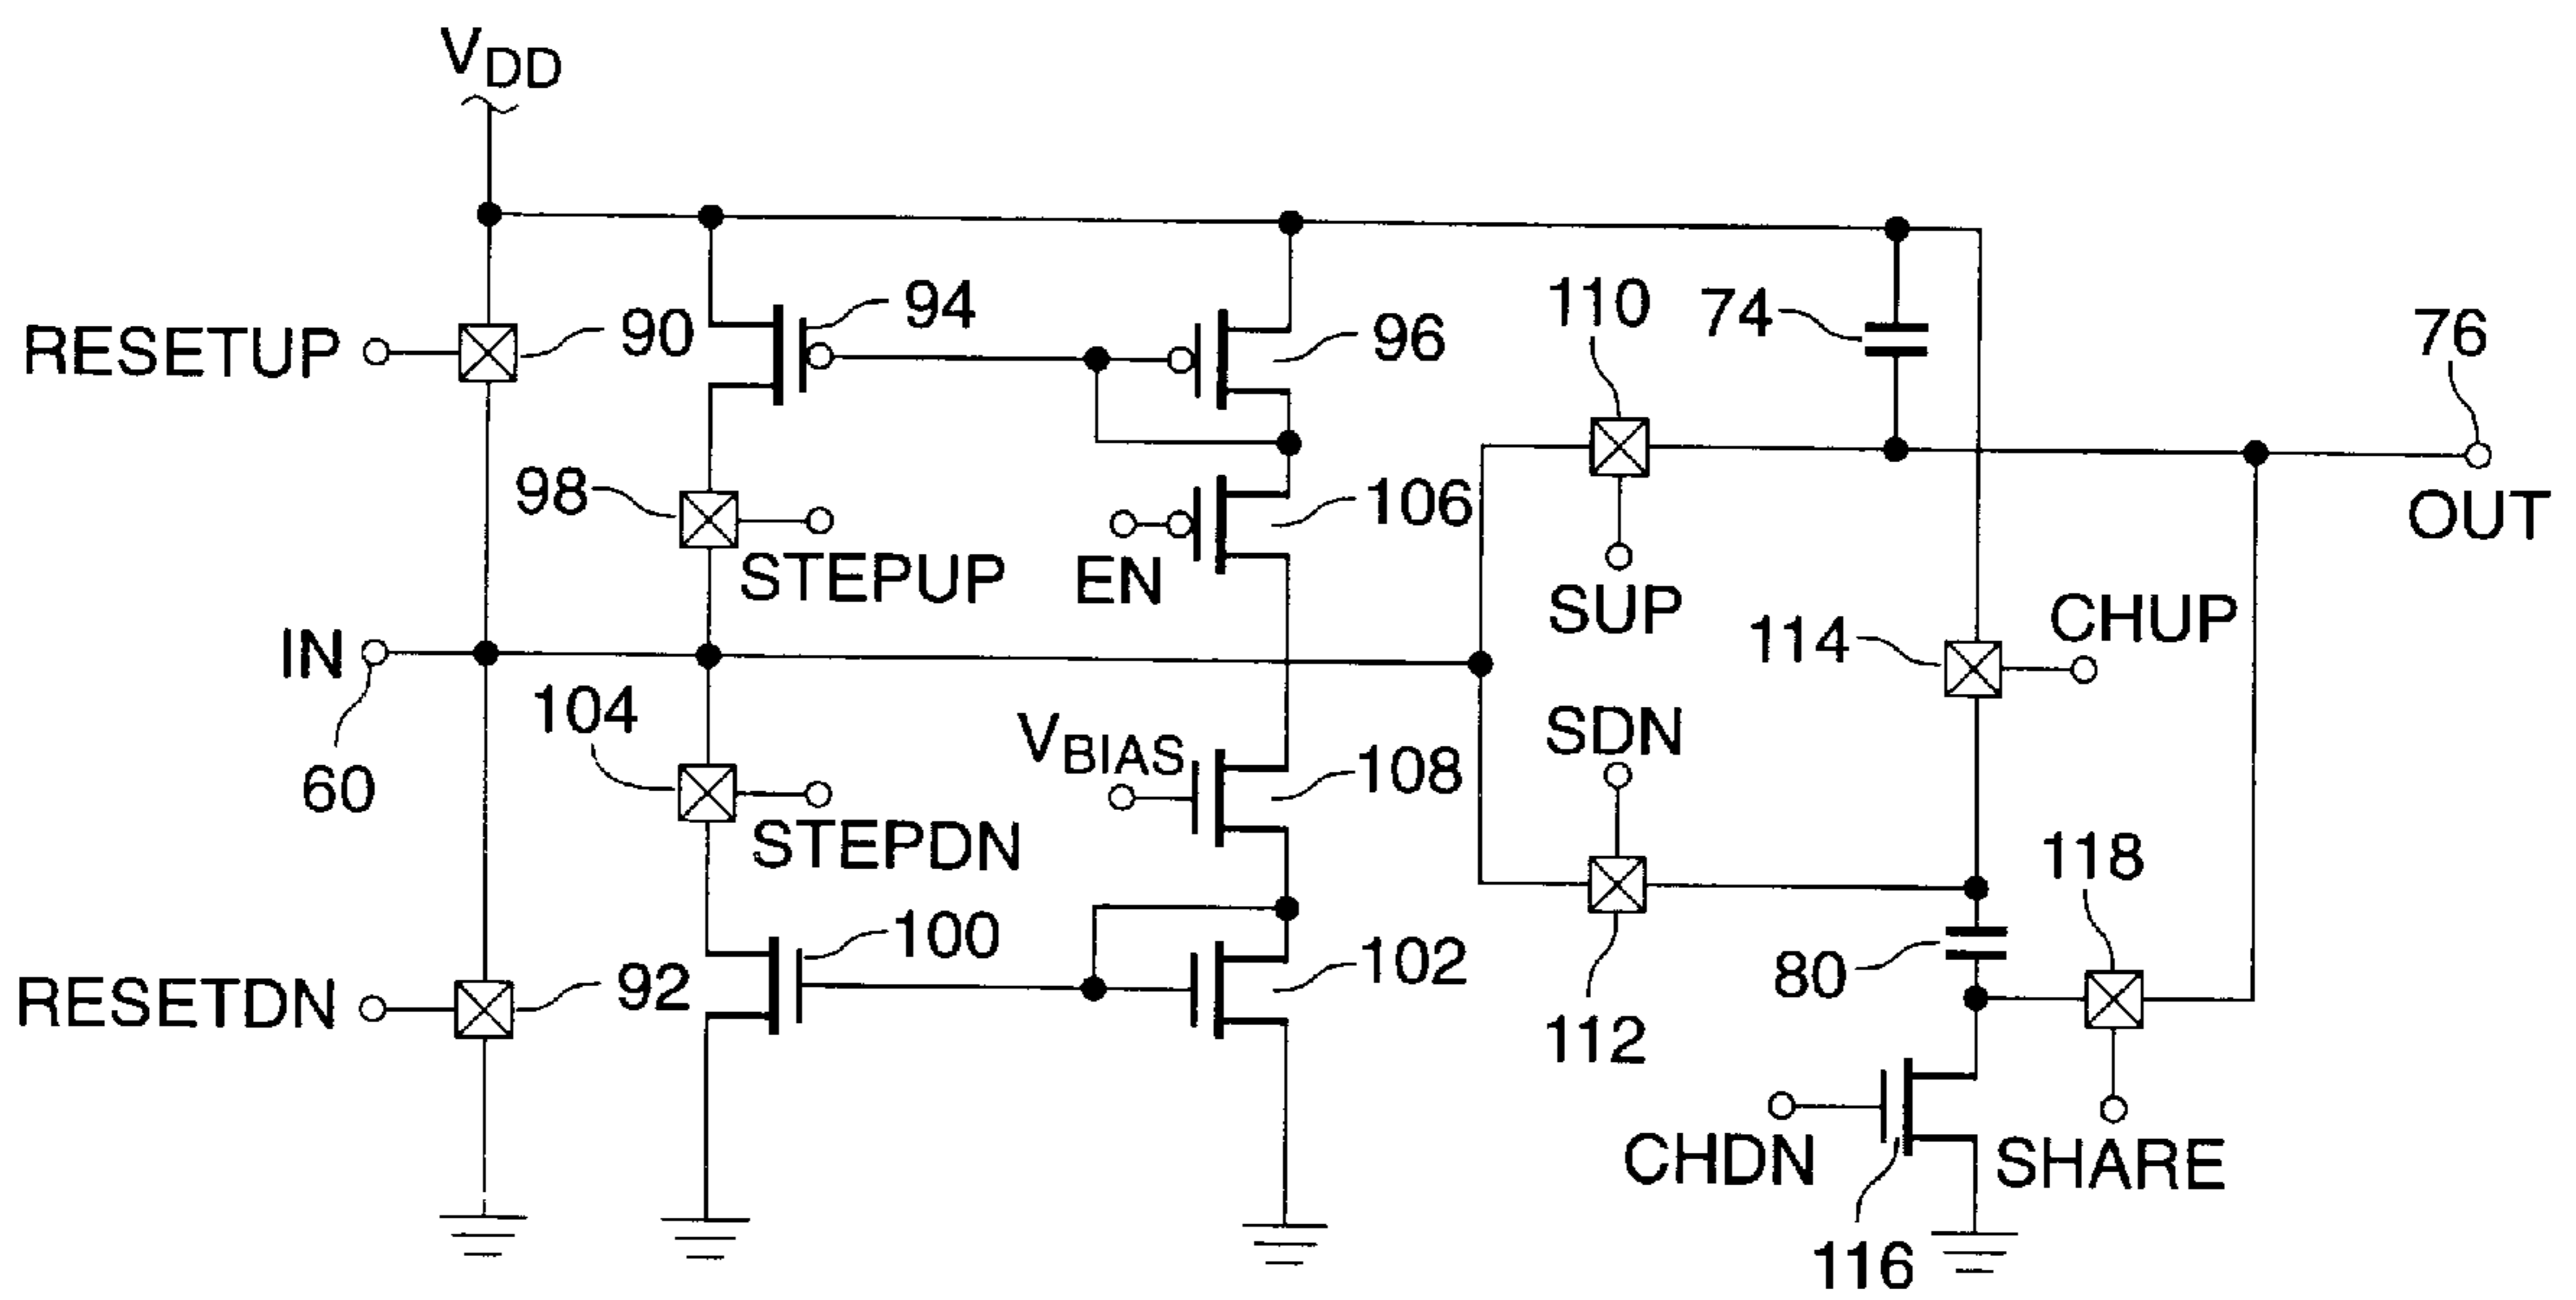 VDD
RESETUP
90
94
96
110
74
76
98
STEPUP
EN
106
SUP
OUT
IN
60
104
STEPDN
VBIAS
108
SDN
114
CHUP
RESETDN
92
100
102
112
80
118
CHDN
116
SHARE